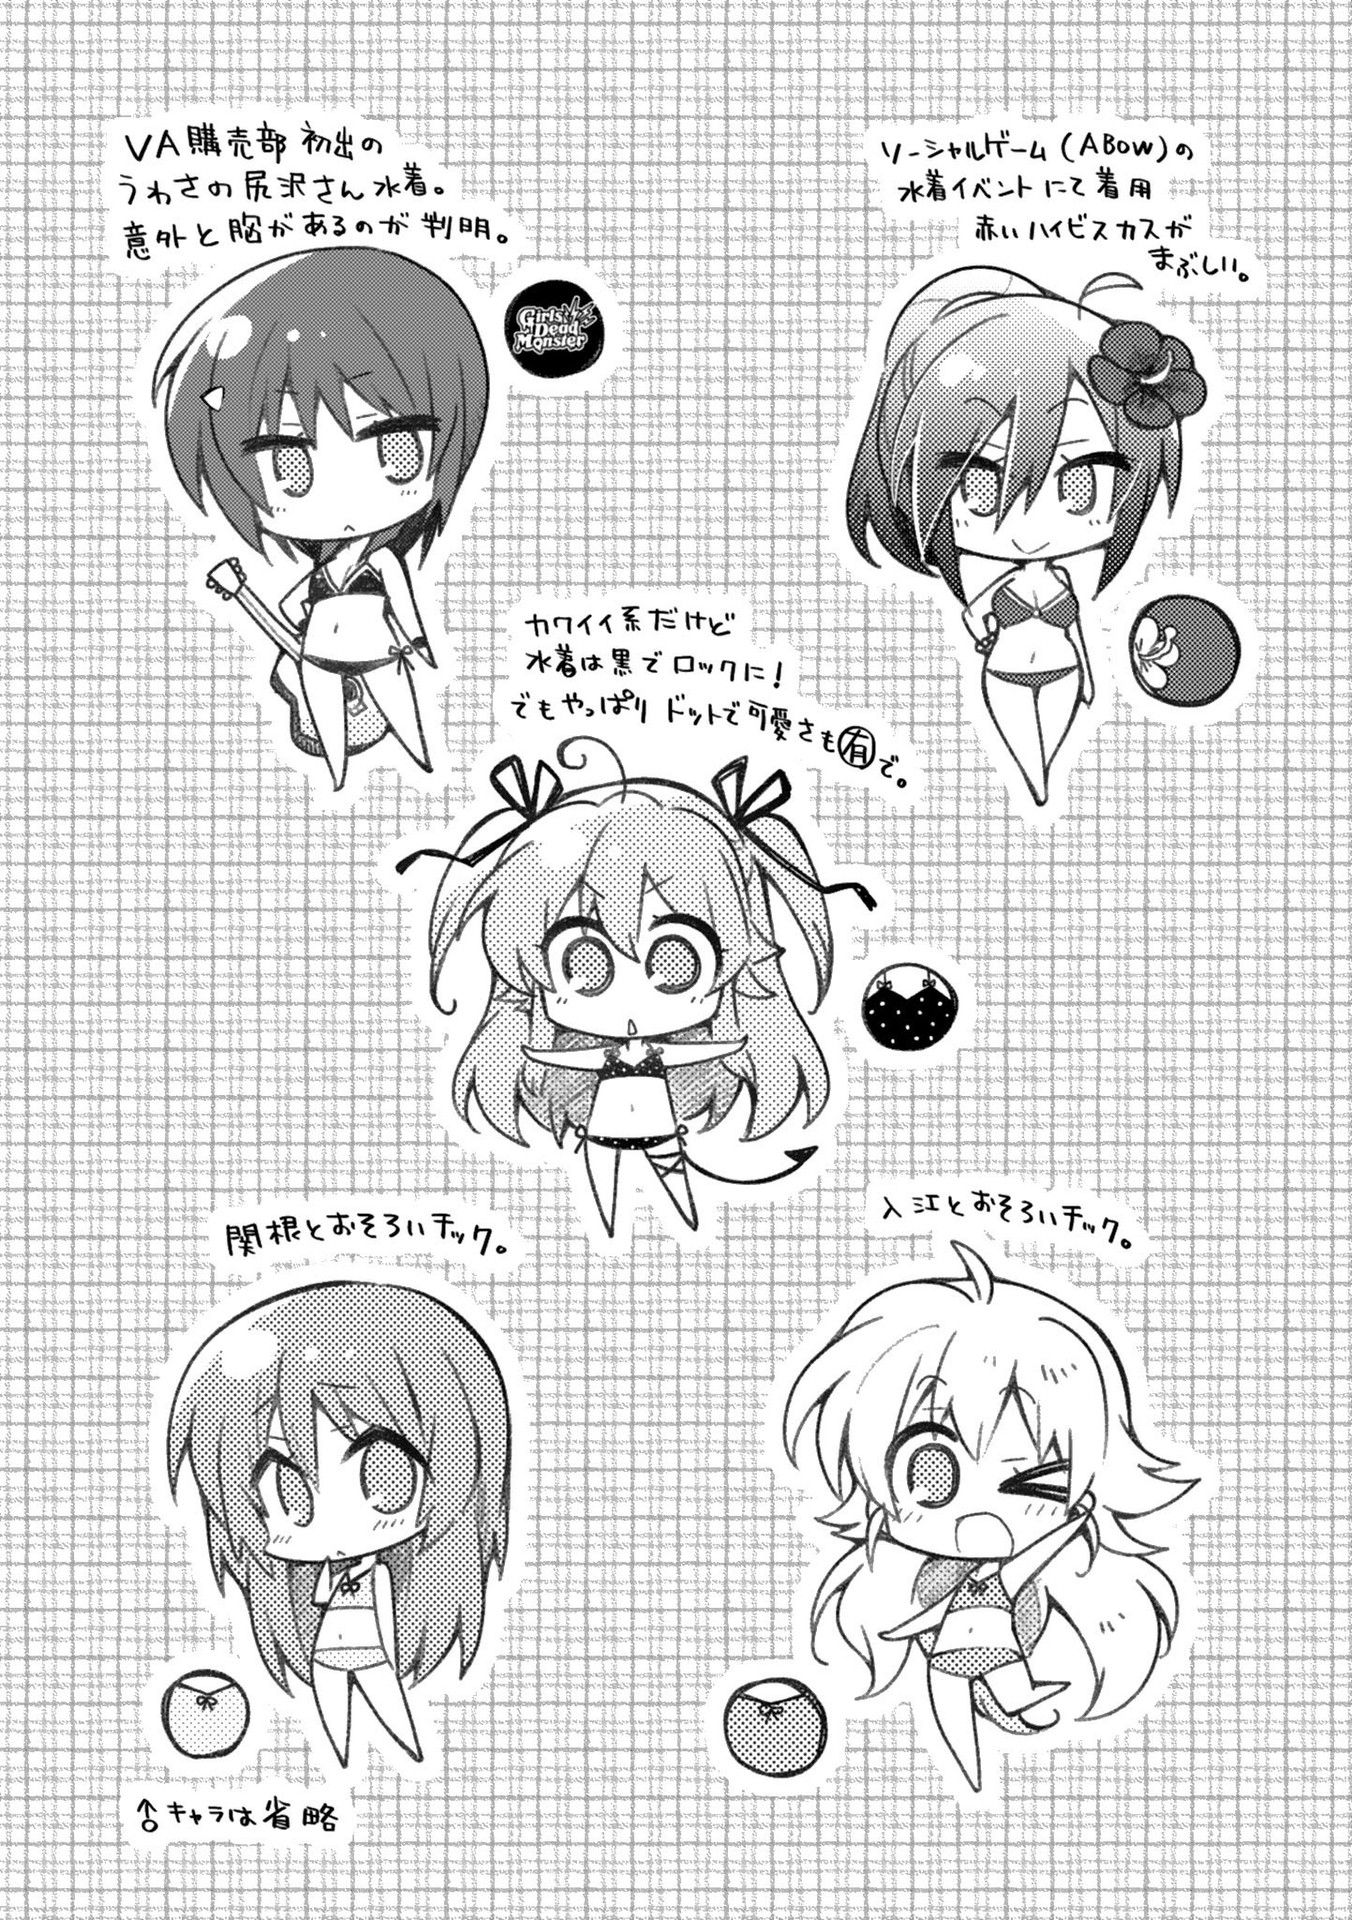 VA購売部 初出の
うわさの 尻沢さん 水着。
意外と 胸があるのが 判明。
Girls
Dead
Monster
ソーシャルゲーム (ABOW)の
水着イベントにて着用
赤いハイビスカスが
まぶしい。
カワイイ系だけど
水着は黒でロックに！
でもやっぱり ドットで可愛さも㊒で。
関根とおそろいチック。
入江とおそろいチック。
♂キャラは省略